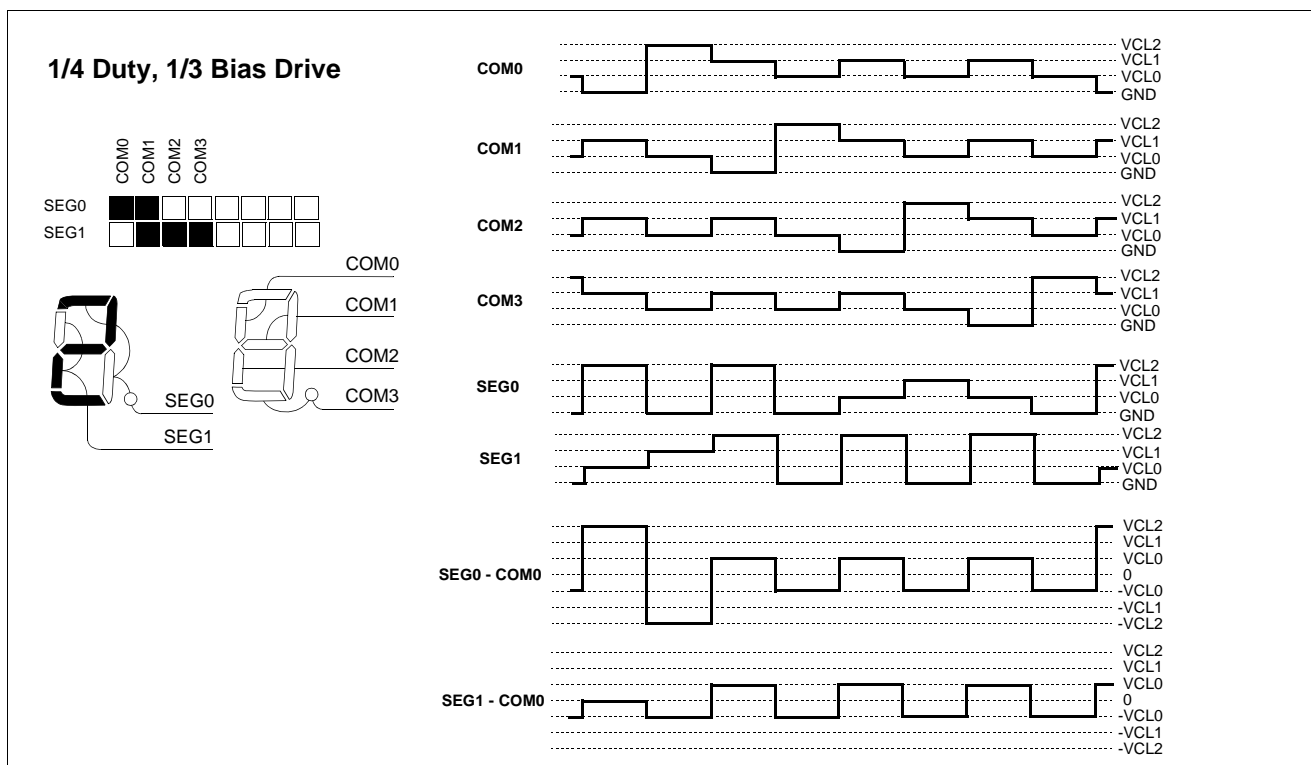 1/4 Duty, 1/3 Bias Drive
COM0
COM1
COM2
COM3
SEG0
SEG1
COM0
COM1
COM2
COM3
SEG0
SEG1
COM0
VCL2
VCL1
VCL0
GND
COM1
VCL2
VCL1
VCL0
GND
COM2
VCL2
VCL1
VCL0
GND
COM3
VCL2
VCL1
VCL0
GND
SEG0
VCL2
VCL1
VCL0
GND
SEG1
VCL2
VCL1
VCL0
GND
SEG0 - COM0
VCL2
VCL1
VCL0
0
-VCL0
-VCL1
-VCL2
SEG1 - COM0
VCL2
VCL1
VCL0
0
-VCL0
-VCL1
-VCL2